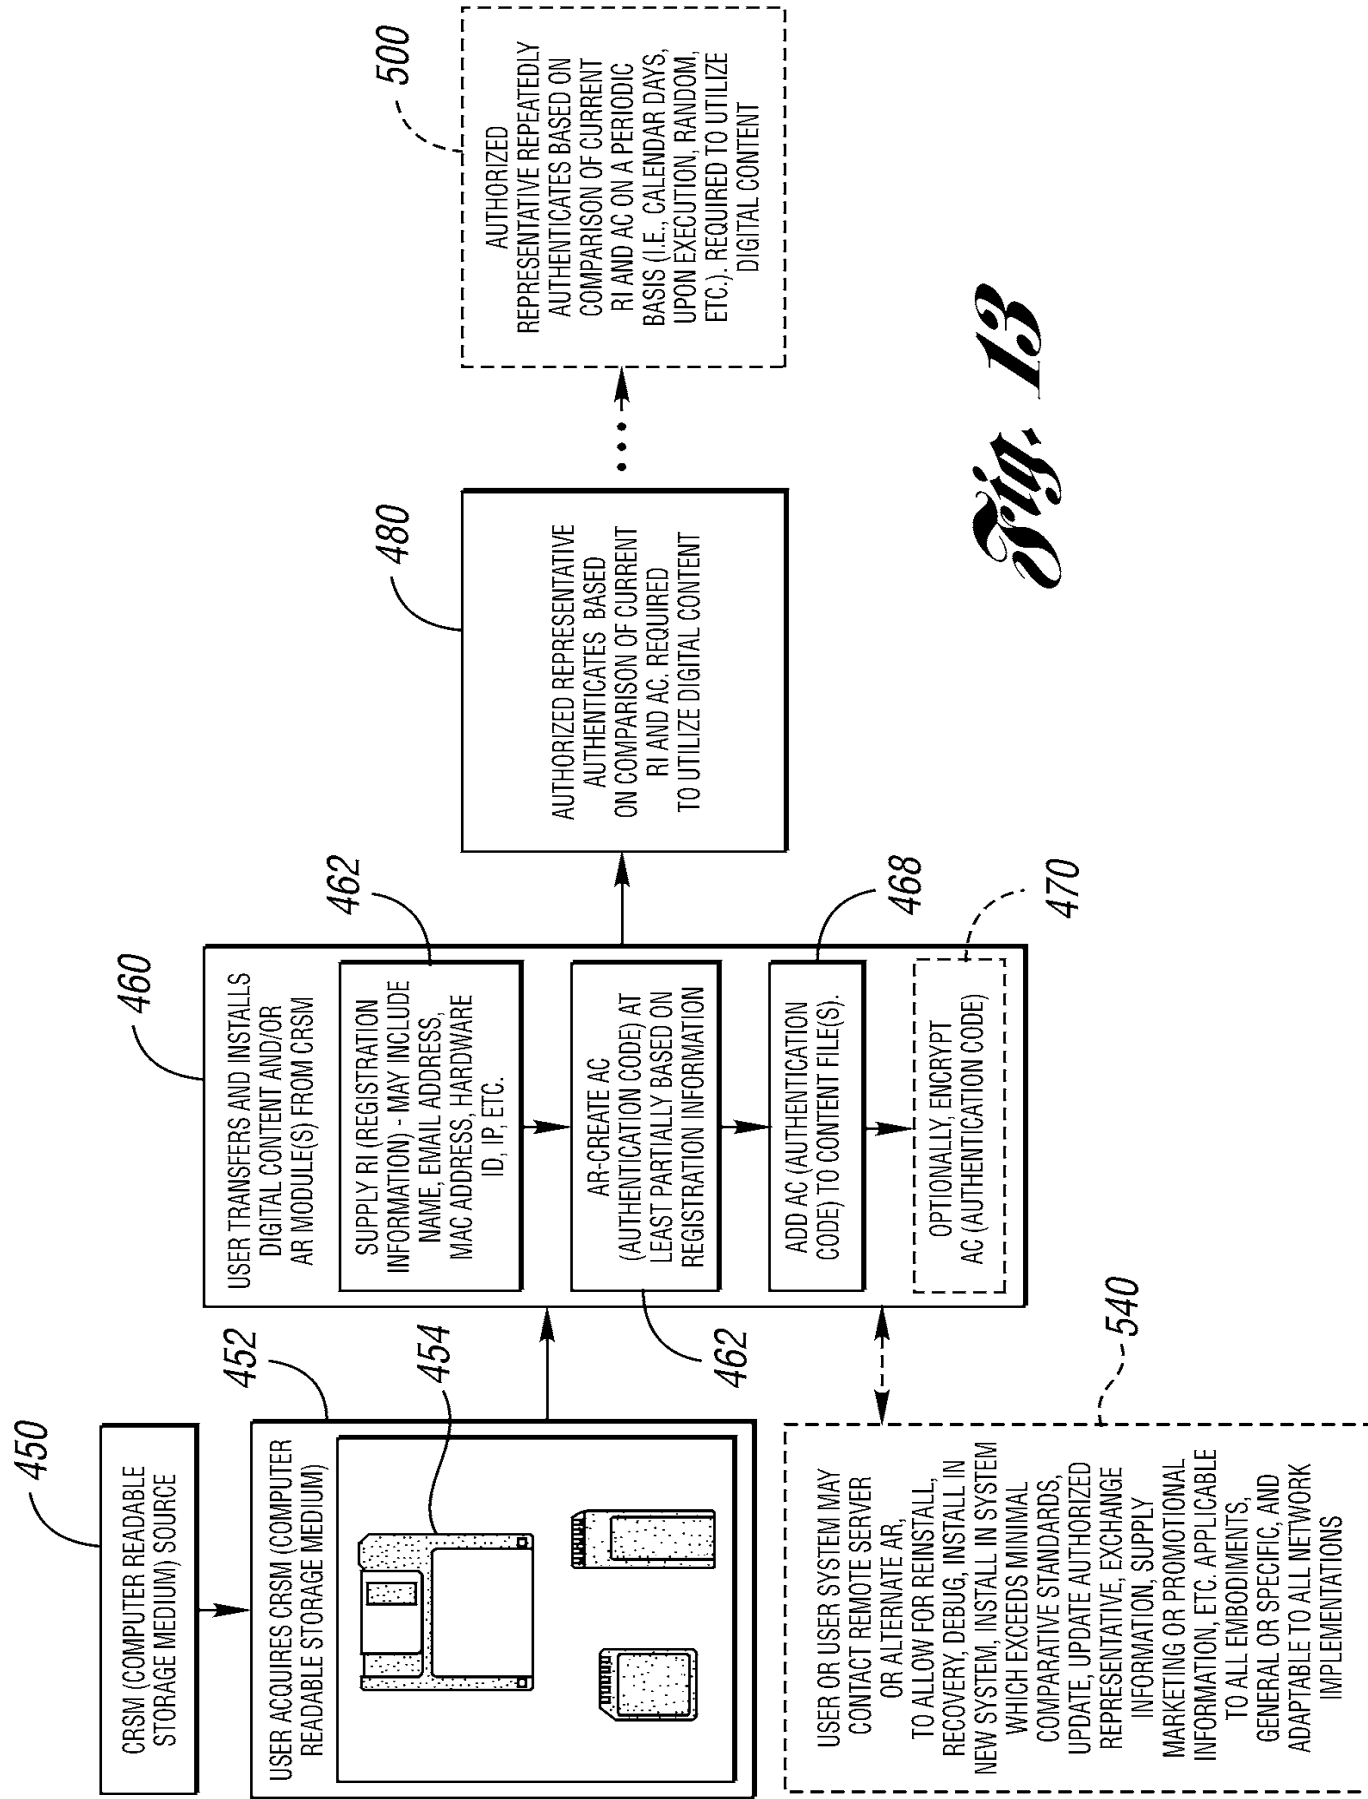 450
CRSM (COMPUTER READABLE
STORAGE MEDIUM) SOURCE
452
USER ACQUIRES CRSM (COMPUTER
READABLE STORAGE MEDIUM)
454
460
USER TRANSFERS AND INSTALLS
DIGITAL CONTENT AND/OR
AR MODULE(S) FROM CRSM
462
SUPPLY RI (REGISTRATION
INFORMATION) - MAY INCLUDE
NAME, EMAIL ADDRESS,
MAC ADDRESS, HARDWARE
ID, IP, ETC.
AR-CREATE AC
(AUTHENTICATION CODE) AT
LEAST PARTIALLY BASED ON
REGISTRATION INFORMATION
462
468
ADD AC (AUTHENTICATION
CODE) TO CONTENT FILE(S).
470
OPTIONALLY, ENCRYPT
AC (AUTHENTICATION CODE)
480
AUTHORIZED REPRESENTATIVE
AUTHENTICATES BASED
ON COMPARISON OF CURRENT
RI AND AC. REQUIRED
TO UTILIZE DIGITAL CONTENT
500
AUTHORIZED
REPRESENTATIVE REPEATEDLY
AUTHENTICATES BASED ON
COMPARISON OF CURRENT
RI AND AC ON A PERIODIC
BASIS (I.E., CALENDAR DAYS,
UPON EXECUTION, RANDOM,
ETC.). REQUIRED TO UTILIZE
DIGITAL CONTENT
540
USER OR USER SYSTEM MAY
CONTACT REMOTE SERVER
OR ALTERNATE AR,
TO ALLOW FOR REINSTALL,
RECOVERY, DEBUG, INSTALL IN
NEW SYSTEM, INSTALL IN SYSTEM
WHICH EXCEEDS MINIMAL
COMPARATIVE STANDARDS,
UPDATE, UPDATE AUTHORIZED
REPRESENTATIVE, EXCHANGE
INFORMATION, SUPPLY
MARKETING OR PROMOTIONAL
INFORMATION, ETC. APPLICABLE
TO ALL EMBODIMENTS,
GENERAL OR SPECIFIC, AND
ADAPTABLE TO ALL NETWORK
IMPLEMENTATIONS
Fig. 13